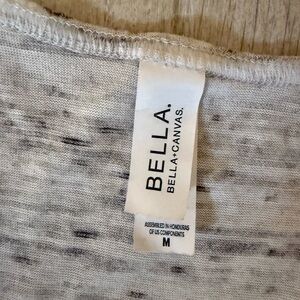 BELLA.
BELLA+CANVAS.
ASSEMBLED IN HONDURAS
OF US COMPONENTS
M